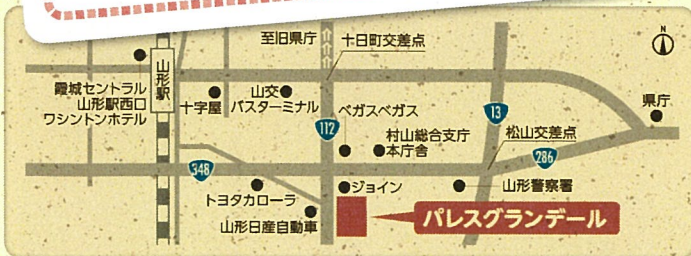 至旧県庁
十日町交差点
N
山形駅
霞城セントラル
山形駅西口
ワシントンホテル
十字屋
山交
バスターミナル
ベガスベガス
112
13
県庁
村山総合支庁
本庁舎
松山交差点
286
348
トヨタカローラ
ジョイン
山形警察署
山形日産自動車
パレスグランデール